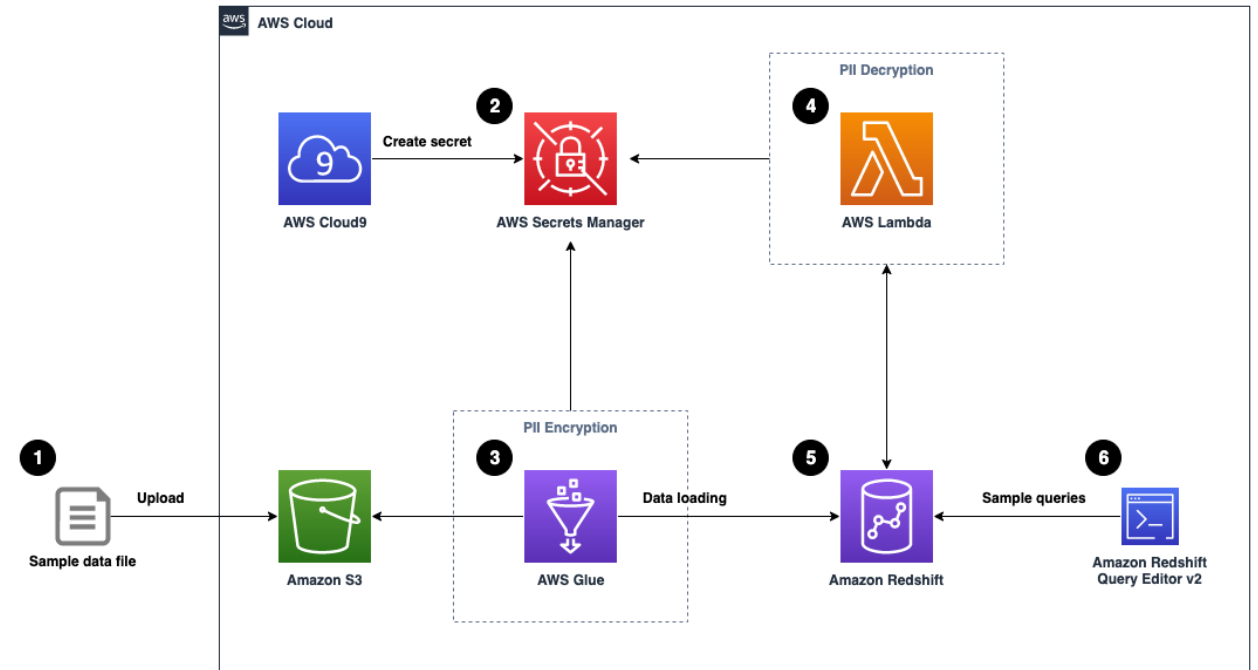 aws
AWS Cloud
PII Decryption
2
4
9
Create secret
AWS Cloud9
AWS Secrets Manager
AWS Lambda
PII Encryption
1
3
5
6
Upload
Data loading
Sample queries
Sample data file
Amazon S3
AWS Glue
Amazon Redshift
Amazon Redshift
Query Editor v2